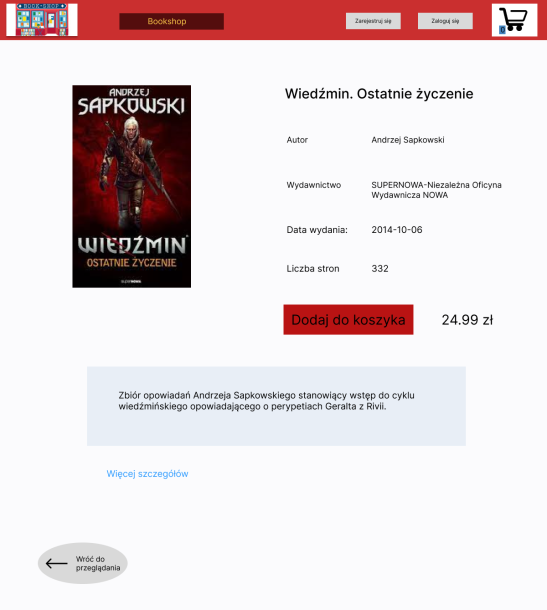 BOOK-SHOP
Bookshop
Zarejestruj się
Zaloguj się
0
ANDRZEJ
SAPKOWSKI
WIEDŹMIN
OSTATNIE ŻYCZENIE
superNOWA
Wiedźmin. Ostatnie życzenie
Autor Andrzej Sapkowski
Wydawnictwo SUPERNOWA-Niezależna Oficyna
Wydawnicza NOWA
Data wydania: 2014-10-06
Liczba stron 332
Dodaj do koszyka 24.99 zł
Zbiór opowiadań Andrzeja Sapkowskiego stanowiący wstęp do cyklu
wiedźmińskiego opowiadającego o perypetiach Geralta z Rivii.
Więcej szczegółów
Wróć do
przeglądania